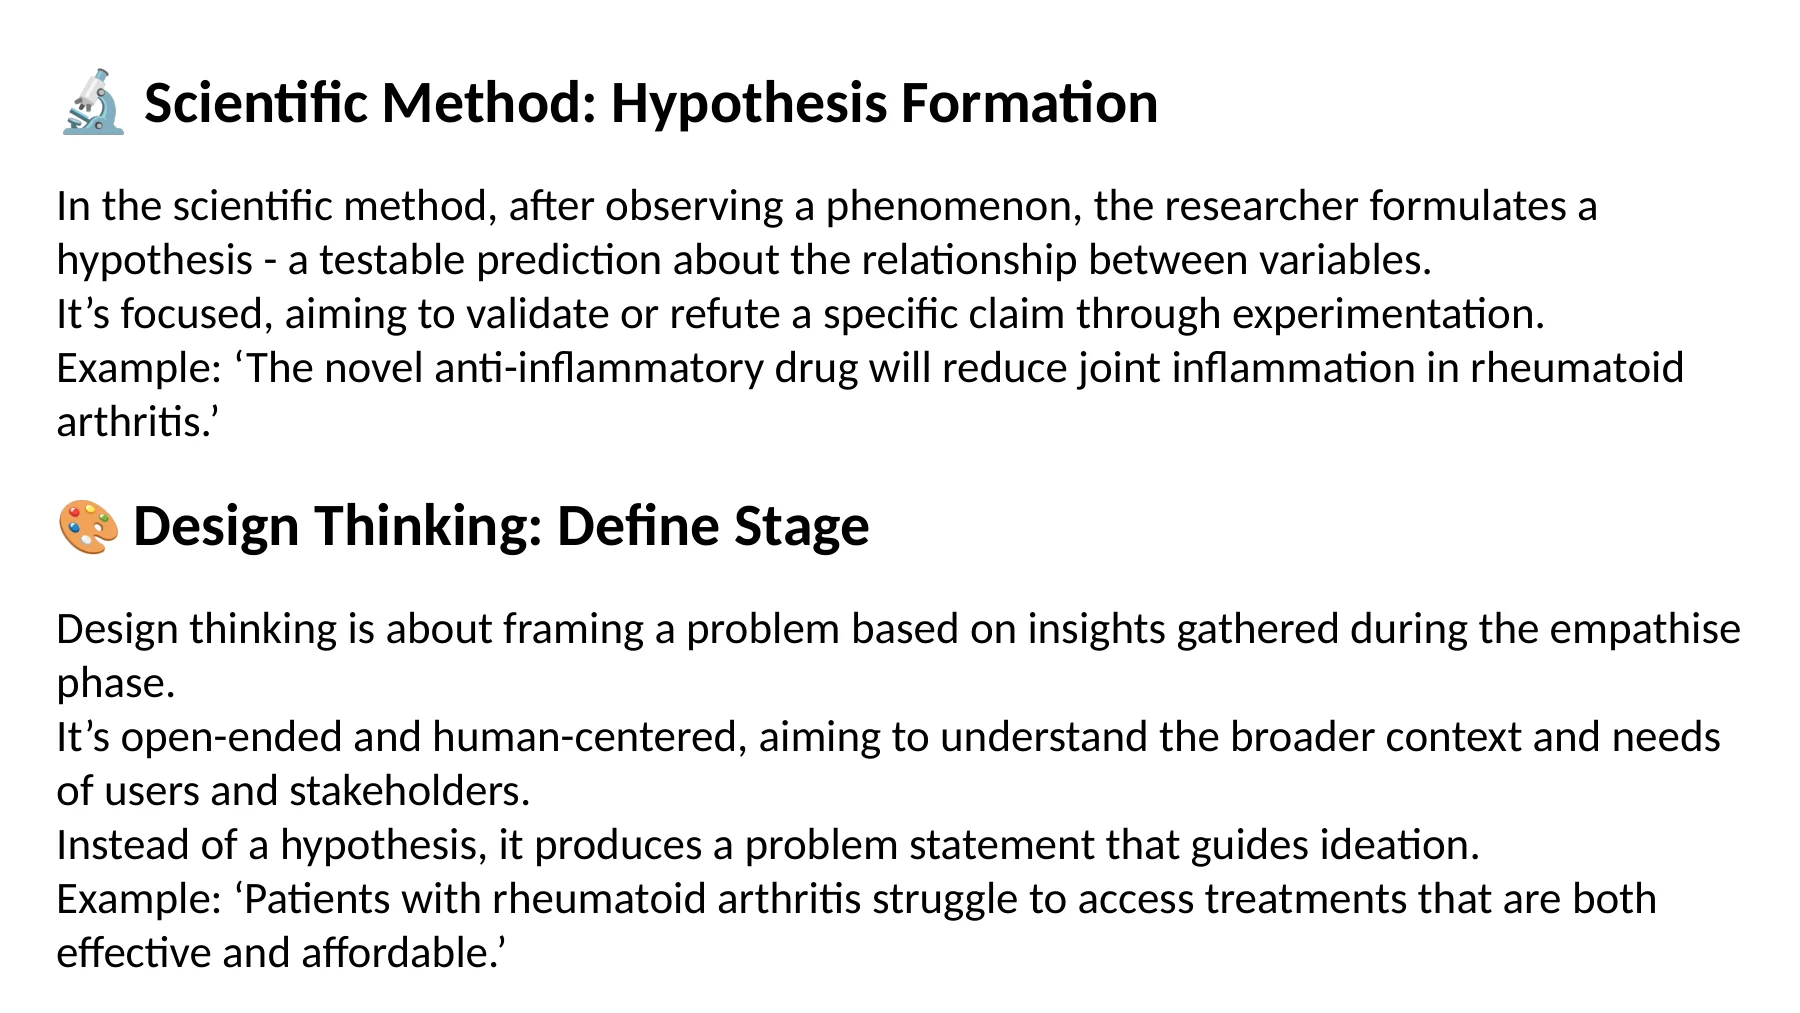 Scientific Method: Hypothesis Formation
In the scientific method, after observing a phenomenon, the researcher formulates a
hypothesis - a testable prediction about the relationship between variables.
It’s focused, aiming to validate or refute a specific claim through experimentation.
Example: ‘The novel anti-inflammatory drug will reduce joint inflammation in rheumatoid
arthritis.’
Design Thinking: Define Stage
Design thinking is about framing a problem based on insights gathered during the empathise
phase.
It’s open-ended and human-centered, aiming to understand the broader context and needs
of users and stakeholders.
Instead of a hypothesis, it produces a problem statement that guides ideation.
Example: ‘Patients with rheumatoid arthritis struggle to access treatments that are both
effective and affordable.’